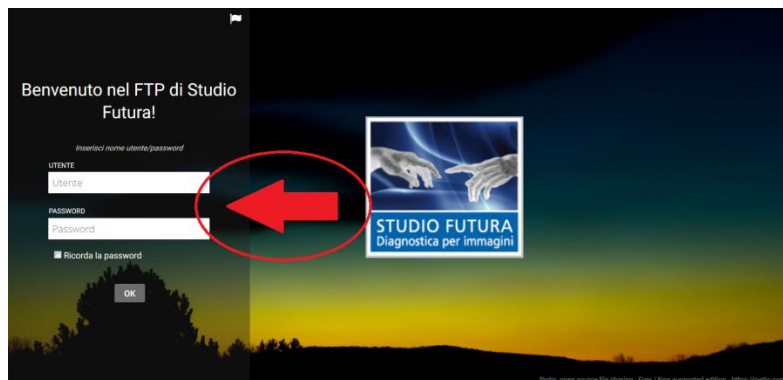 Benvenuto nel FTP di Studio
Futura!
Inserisci nome utente/password
UTENTE
Utente
PASSWORD
Password
Ricorda la password
OK
STUDIO FUTURA
Diagnostica per immagini